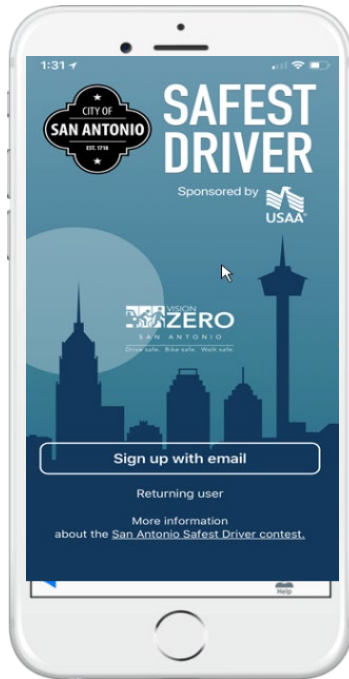 1:31
CITY OF
SAN ANTONIO
EST. 1718
SAFEST
DRIVER
Sponsored by
USAA
VISION
ZERO
SAN ANTONIO
Drive safe. Bike safe. Walk safe.
Sign up with email
Returning user
More information
about the San Antonio Safest Driver contest.
Help